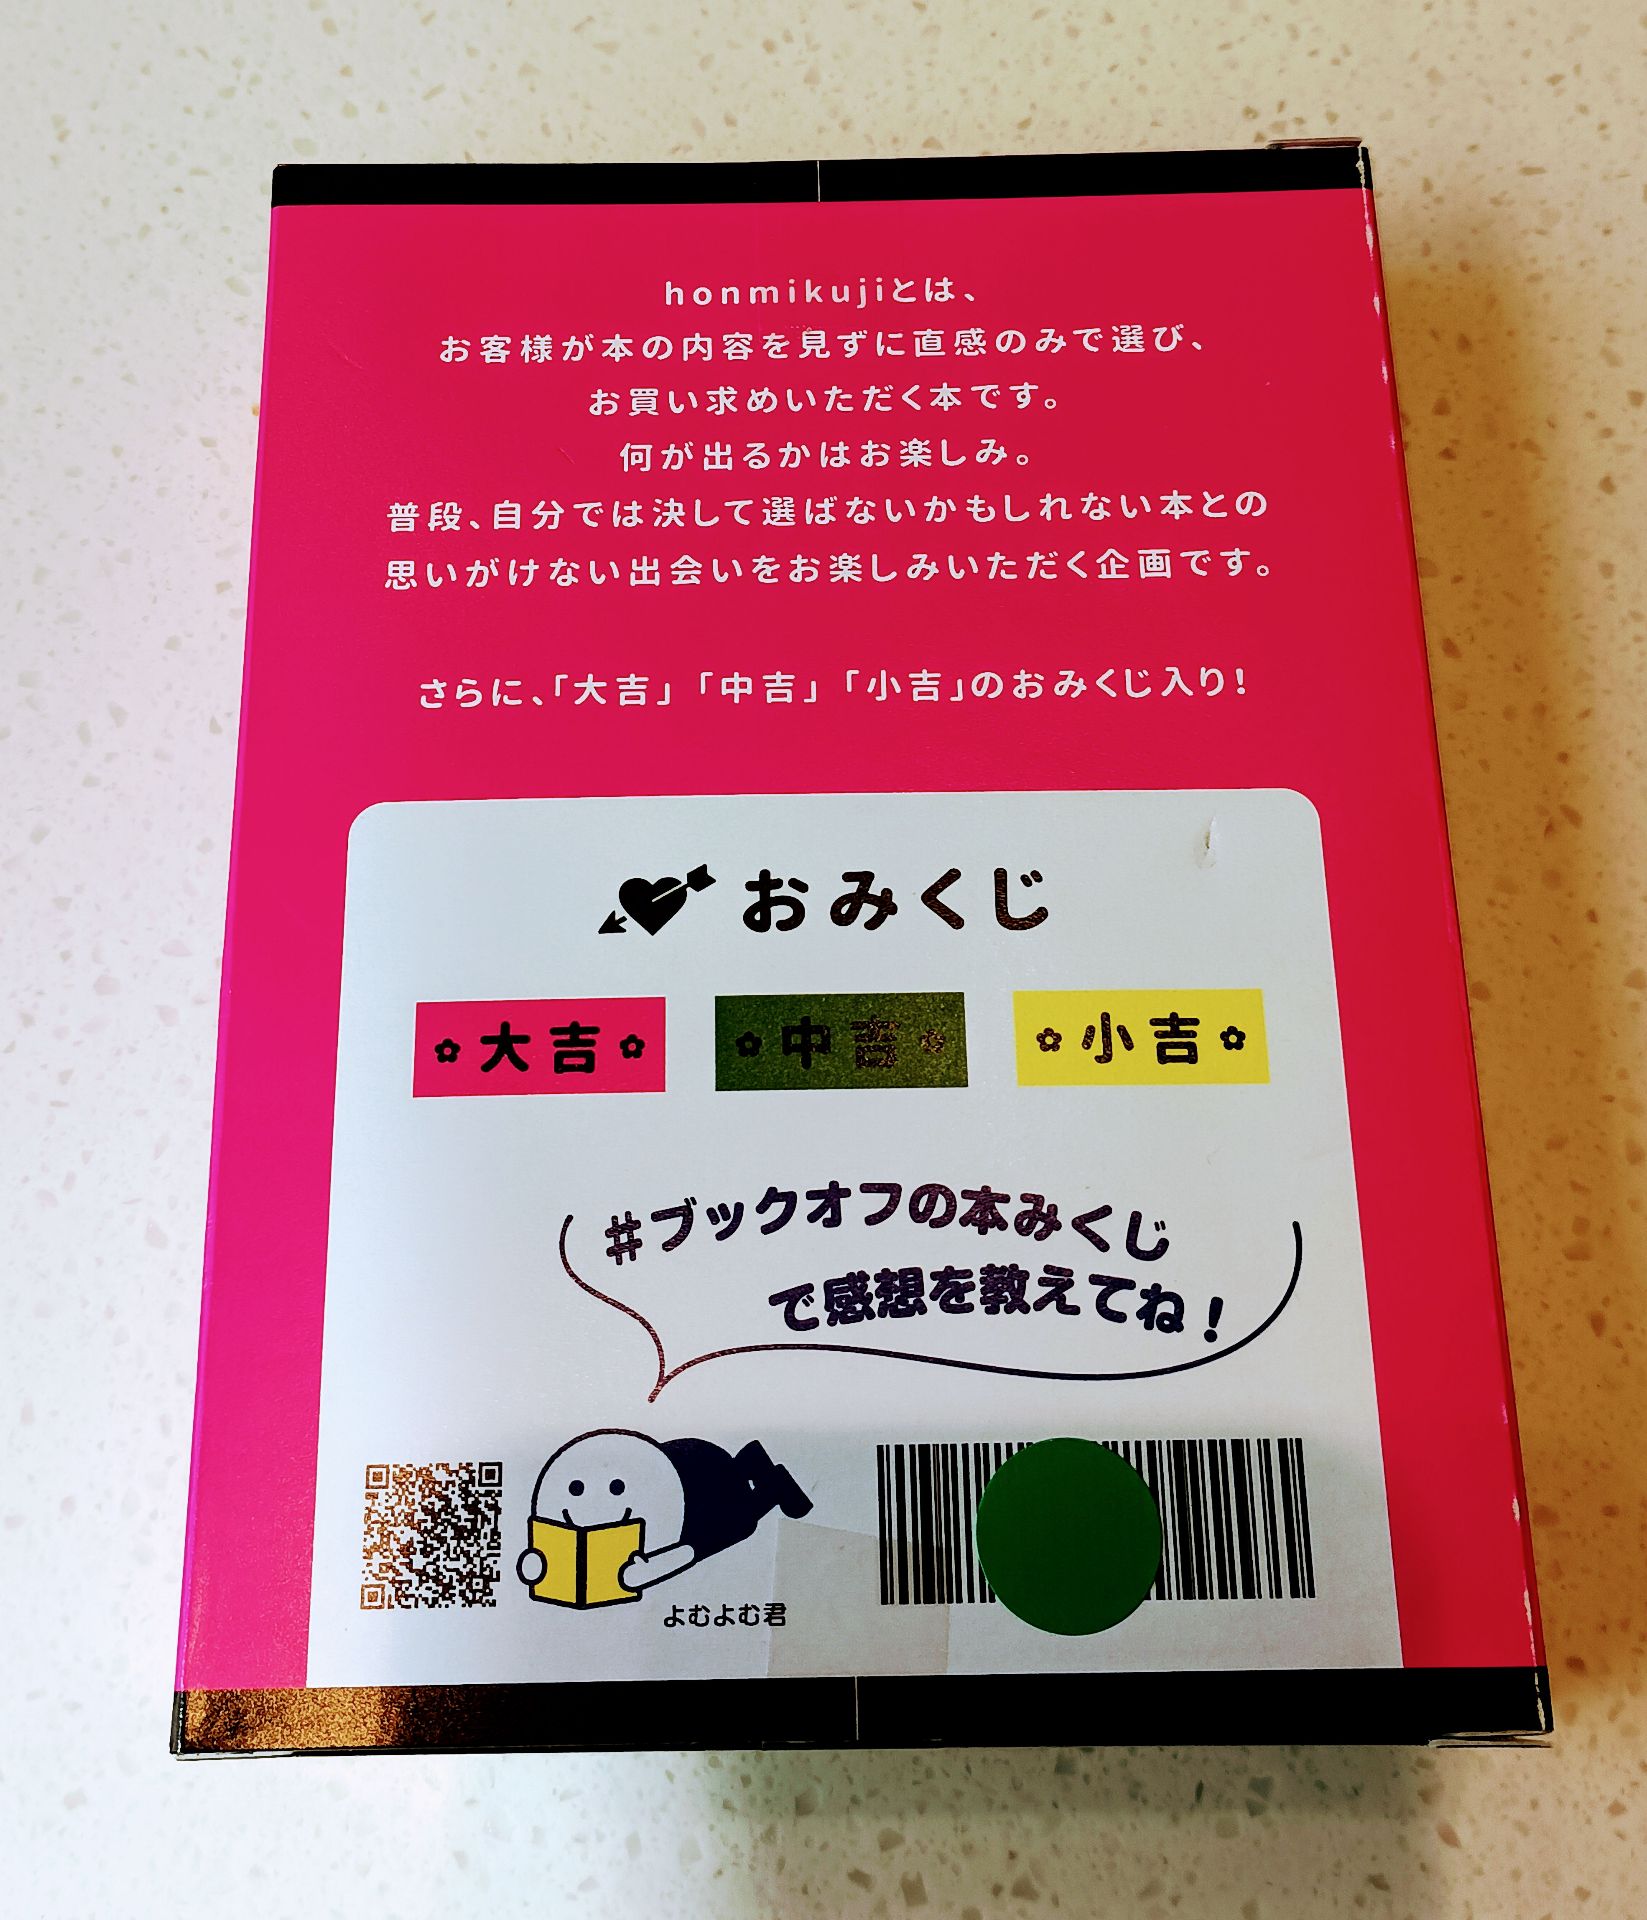 honmikujiとは、
お客様が本の内容を見ずに直感のみで選び、
お買い求めいただく本です。
何が出るかはお楽しみ。
普段、自分では決して選ばないかもしれない本との
思いがけない出会いをお楽しみいただく企画です。
さらに、「大吉」「中吉」「小吉」のおみくじ入り!
おみくじ
大吉
中吉
小吉
#ブックオフの本みくじ
で感想を教えてね!
よむよむ君